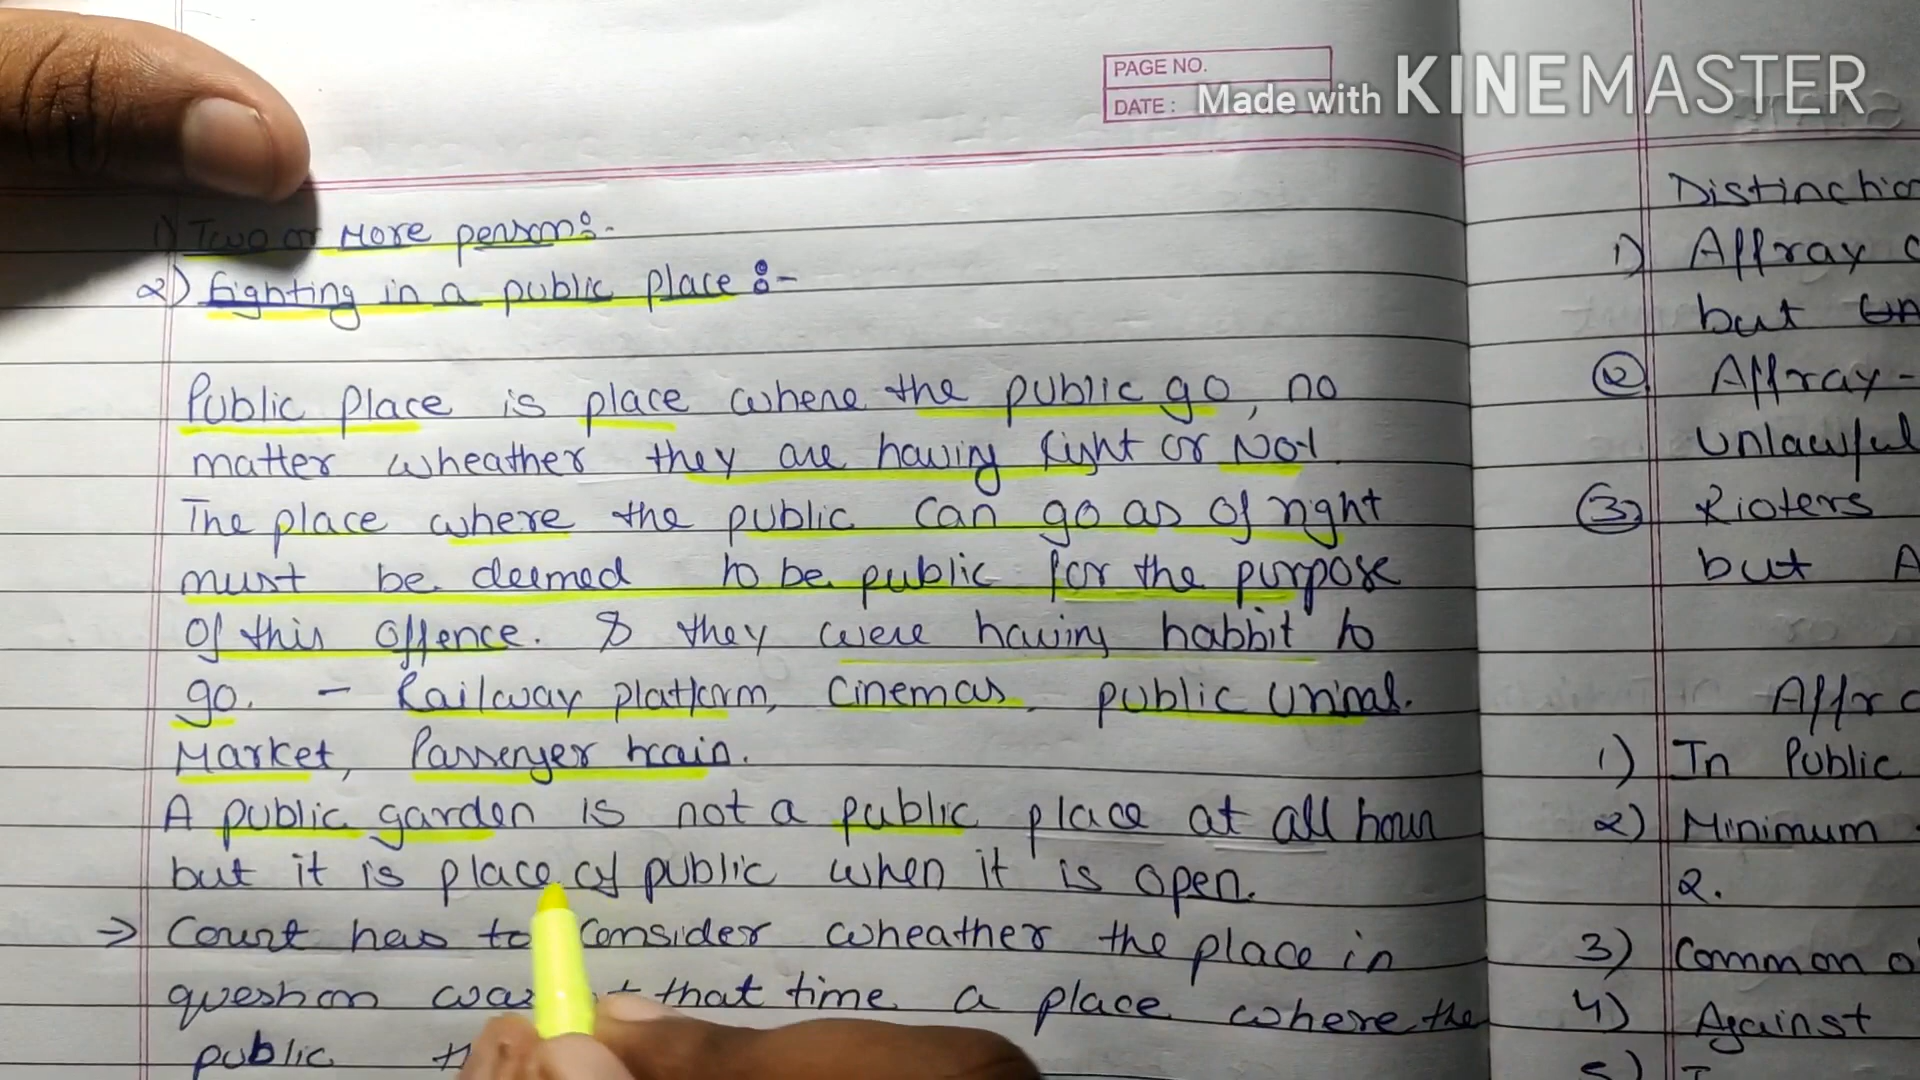 PAGE NO.
DATE :
Made with KINEMASTER
1) Two or More person:-
2) Fighting in a public place :-
Public Place is place where the public go, no
matter wheather they are having Right or Not.
The place where the public can go as of right
must be deemed to be public for the purpose
of this offence. & they were having habbit to
go. - Railway platform, Cinemas, public urinal.
Market, Passenger train.
A public garden is not a public place at all hour
but it is place of public when it is open.
→ Court has to consider wheather the place in
question was that time a place where the
public
Distinction
1) Affray
but
② Affray -
unlawful
③ Rioters
but A
Affra
1) In Public
2) Minimum
2.
3) Common o
4) Against
5)